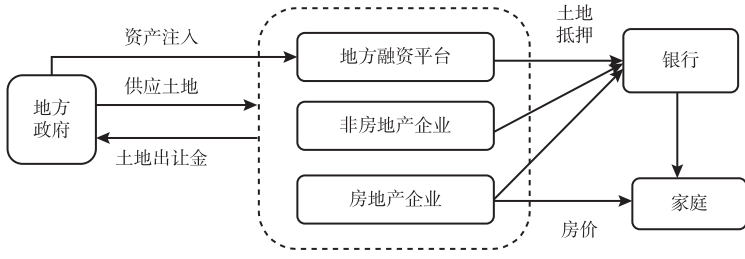 资产注入
供应土地
土地出让金
地方
政府
地方融资平台
非房地产企业
房地产企业
土地
抵押
银行
家庭
房价